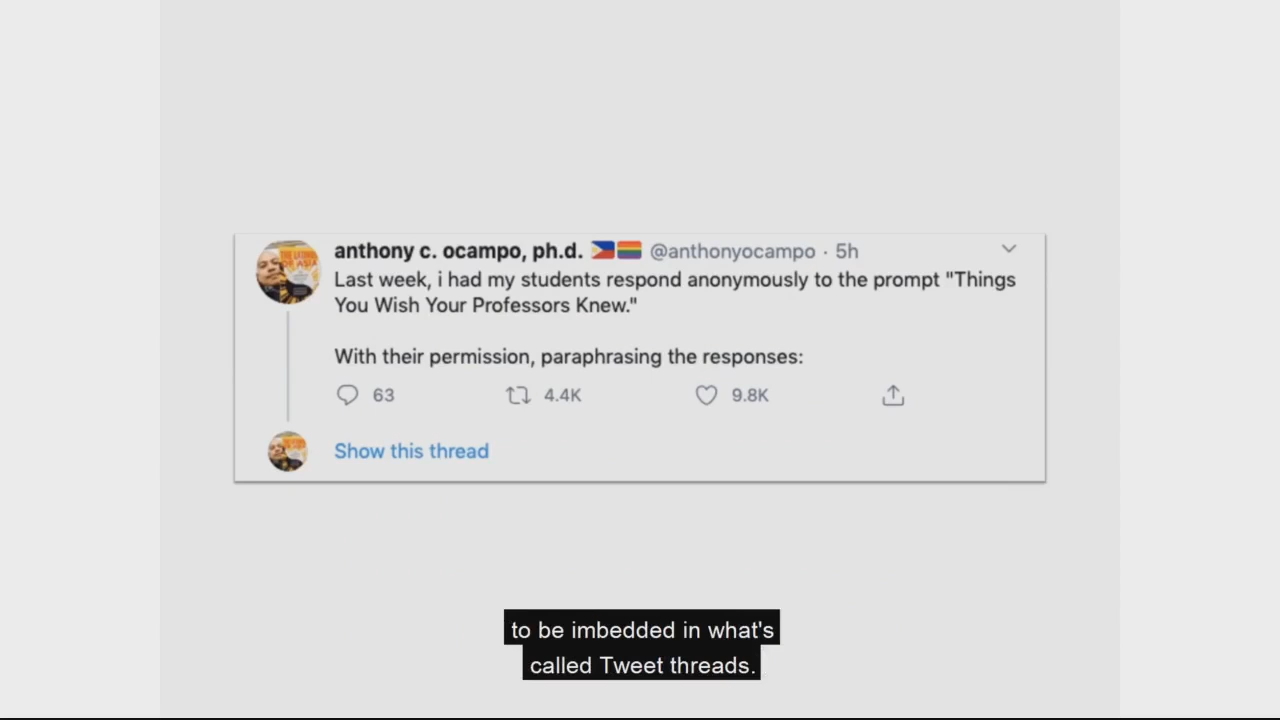 anthony c. ocampo, ph.d. 🇵🇭🏳️‍🌈 @anthonyocampo · 5h
Last week, i had my students respond anonymously to the prompt "Things
You Wish Your Professors Knew."
With their permission, paraphrasing the responses:
63 4.4K 9.8K
Show this thread
to be imbedded in what's
called Tweet threads.